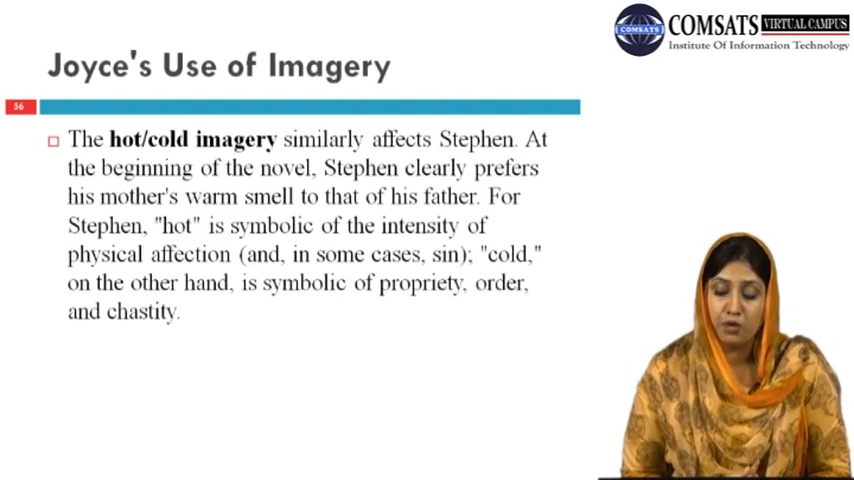 COMSATS VIRTUAL CAMPUS
COMSATS
Institute Of Information Technology
Joyce's Use of Imagery
56
The hot/cold imagery similarly affects Stephen. At
the beginning of the novel, Stephen clearly prefers
his mother's warm smell to that of his father. For
Stephen, "hot" is symbolic of the intensity of
physical affection (and, in some cases, sin); "cold,"
on the other hand, is symbolic of propriety, order,
and chastity.